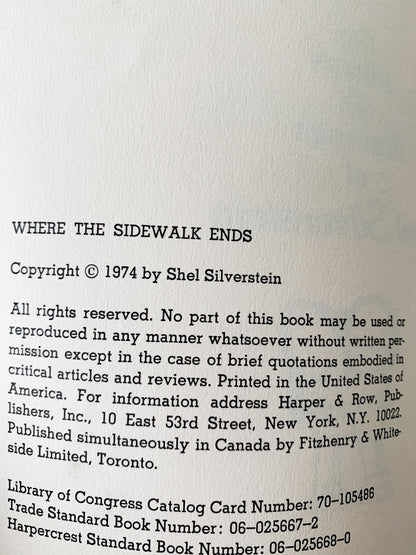 WHERE THE SIDEWALK ENDS
Copyright © 1974 by Shel Silverstein
All rights reserved. No part of this book may be used or
reproduced in any manner whatsoever without written per-
mission except in the case of brief quotations embodied in
critical articles and reviews. Printed in the United States of
America. For information address Harper & Row, Pub-
lishers, Inc., 10 East 53rd Street, New York, N.Y. 10022.
Published simultaneously in Canada by Fitzhenry & White-
side Limited, Toronto.
Library of Congress Catalog Card Number: 70-105486
Trade Standard Book Number: 06-025667-2
Harpercrest Standard Book Number: 06-025668-0